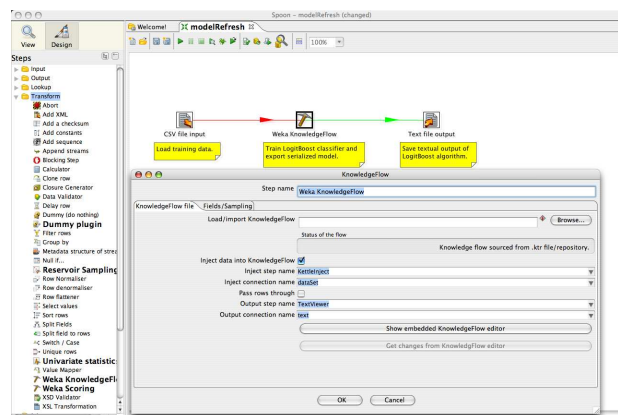 Spoon - modelRefresh (changed)
Welcome!
modelRefresh
View
Design
100%
Steps
Input
Output
Lookup
Transform
Abort
Add XML
Add a checksum
Add constants
Add sequence
Append streams
Blocking Step
Calculator
Clone row
Closure Generator
Data Validator
Delay row
Dummy (do nothing)
Dummy plugin
Filter rows
Group by
Metadata structure of strea
Null if...
Reservoir Sampling
Row Normaliser
Row denormaliser
Row flattener
Select values
Sort rows
Split Fields
Split field to rows
Switch / Case
Unique rows
Univariate statistic
Value Mapper
Weka KnowledgeFl
Weka Scoring
XSD Validator
XSL Transformation
CSV file input
Weka KnowledgeFlow
Text file output
Load training data.
Train LogitBoost classifier and
export serialized model.
Save textual output of
LogitBoost algorithm.
KnowledgeFlow
Step name
Weka KnowledgeFlow
KnowledgeFlow file
Fields/Sampling
Load/import KnowledgeFlow
Browse...
Status of the flow
Knowledge flow sourced from .ktr file/repository.
Inject data into KnowledgeFlow
Inject step name
KettleInject
Inject connection name
dataSet
Pass rows through
Output step name
TextViewer
Output connection name
text
Show embedded KnowledgeFlow editor
Get changes from KnowledgFlow editor
OK
Cancel